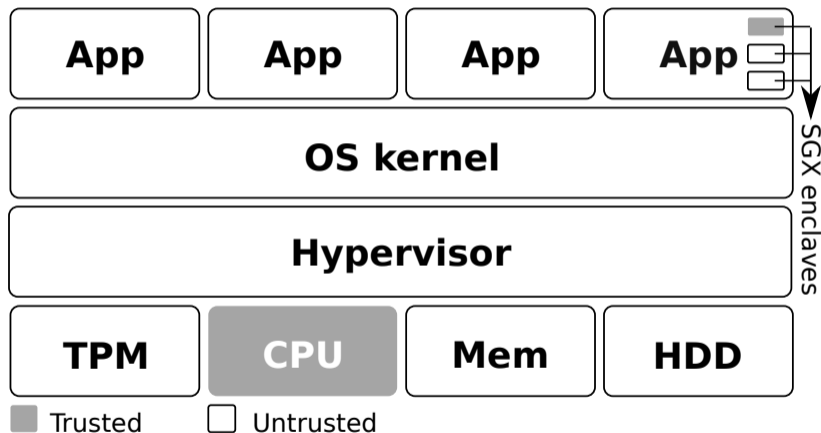 App App App App
OS kernel
Hypervisor
TPM CPU Mem HDD
SGX enclaves
Trusted Untrusted